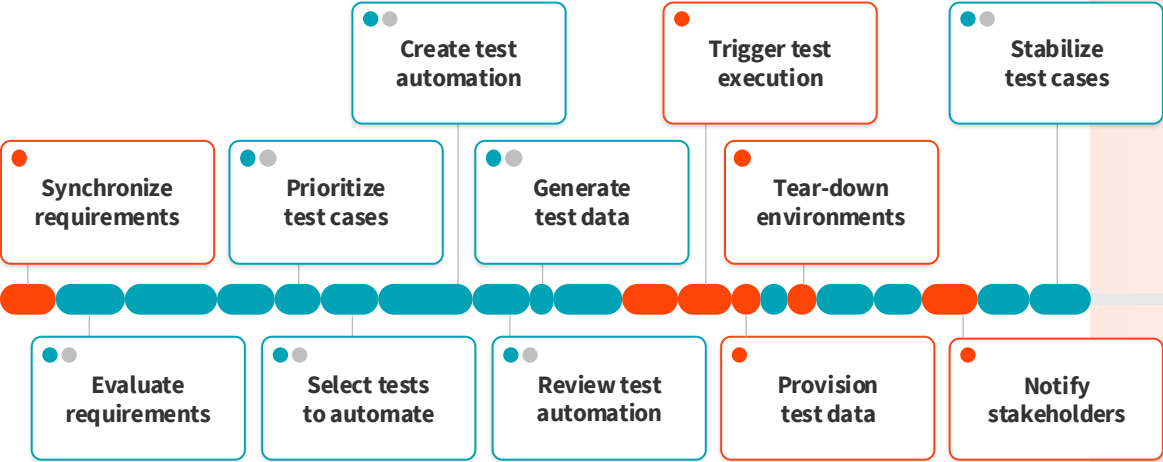 Create test
automation
Trigger test
execution
Stabilize
test cases
Synchronize
requirements
Prioritize
test cases
Generate
test data
Tear-down
environments
Evaluate
requirements
Select tests
to automate
Review test
automation
Provision
test data
Notify
stakeholders